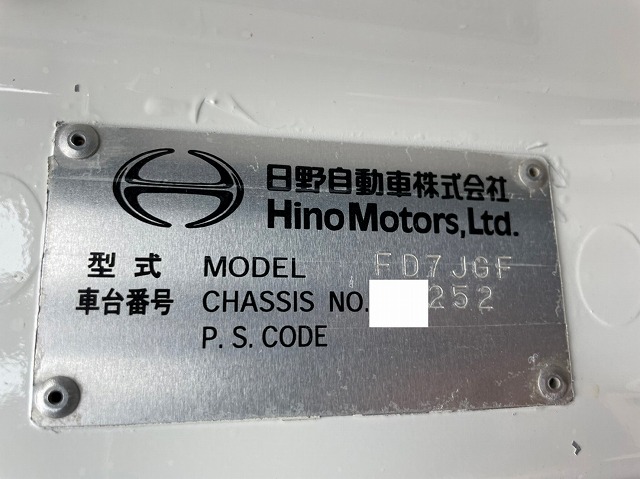 日野自動車株式会社
Hino Motors, Ltd.
型式 MODEL FD7JGF
車台番号 CHASSIS NO. 252
P. S. CODE